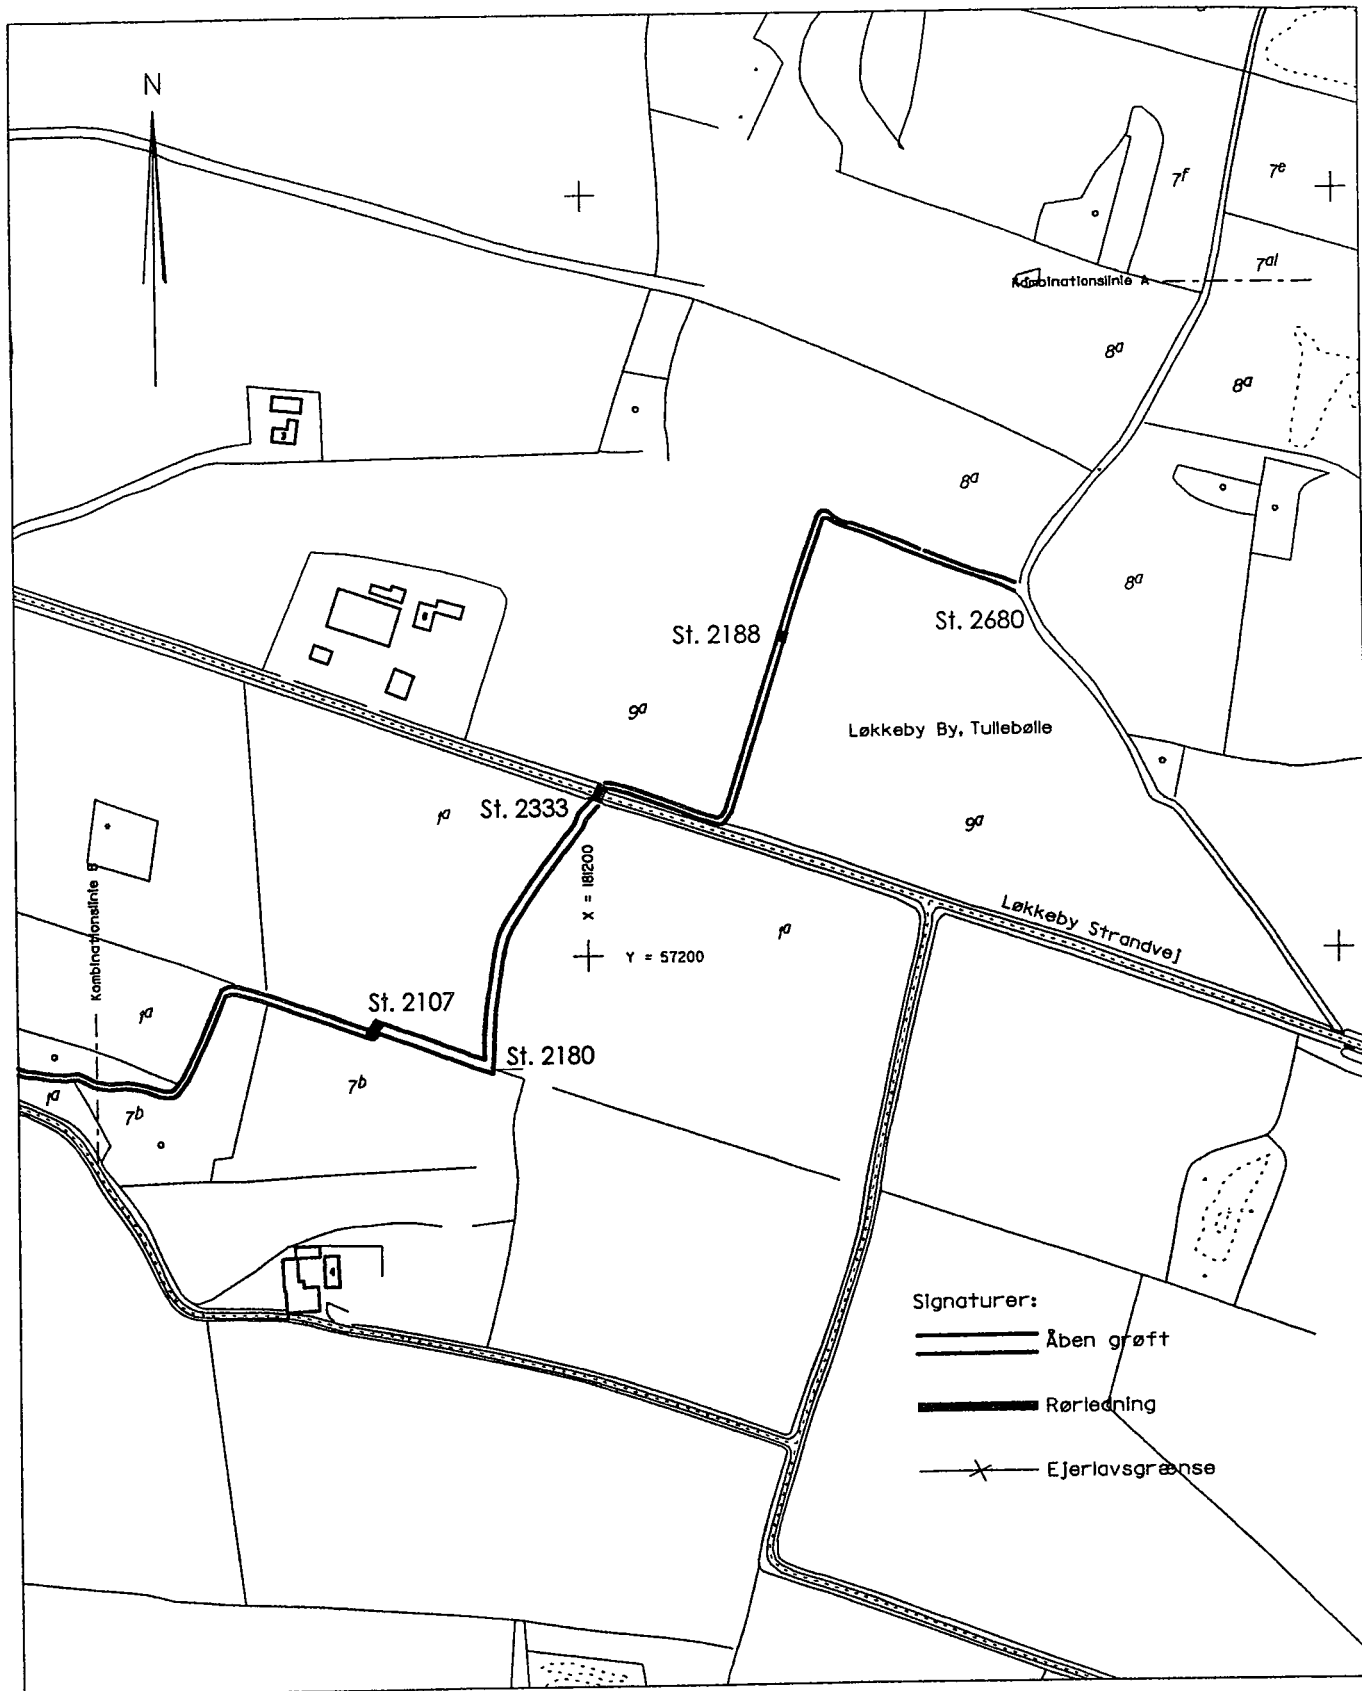 N
7f
7e
7al
Kombinationslinie A
8a
8a
8a
8a
St. 2188
St. 2680
9a
Løkkeby By, Tullebølle
1a
St. 2333
9a
X = 181200
Løkkeby Strandvej
Kombinationslinie B
1a
Y = 57200
St. 2107
1a
St. 2180
7b
1a
7b
Signaturer:
Åben grøft
Rørledning
Ejerlavsgrænse